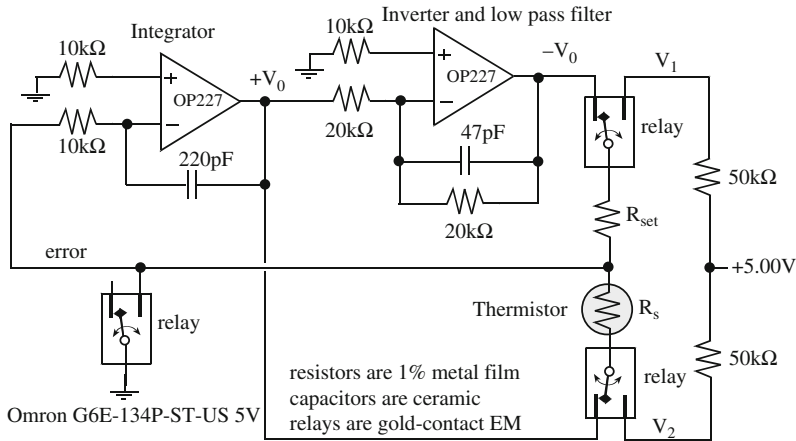 Inverter and low pass filter
Integrator
10kΩ
+
OP227
−
10kΩ
220pF
+V0
10kΩ
+
OP227
−
20kΩ
47pF
20kΩ
−V0
V1
relay
50kΩ
Rset
error
+5.00V
relay
Thermistor
Rs
50kΩ
relay
resistors are 1% metal film
capacitors are ceramic
relays are gold-contact EM
Omron G6E-134P-ST-US 5V
V2